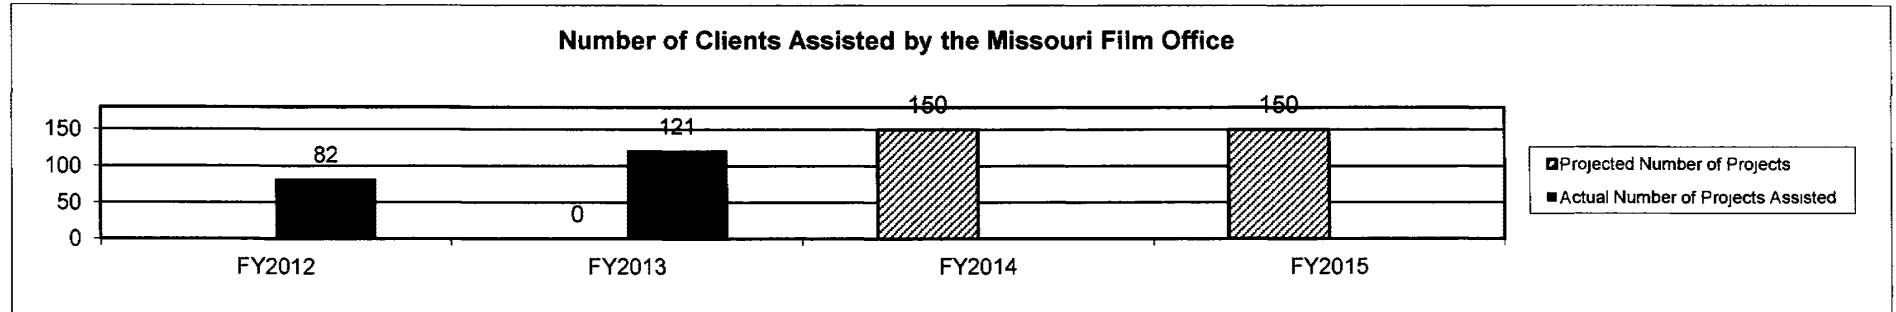 Number of Clients Assisted by the Missouri Film Office
150
150
150
121
100
82
50
0
0
FY2012
FY2013
FY2014
FY2015
Projected Number of Projects
Actual Number of Projects Assisted